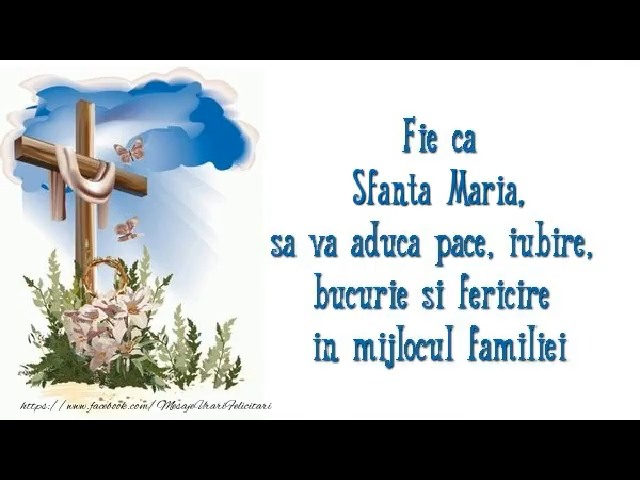 Fie ca
Sfanta Maria,
sa va aduca pace, iubire,
bucurie si fericire
in mijlocul familiei
https://www.facebook.com/MesajeUrariFelicitari